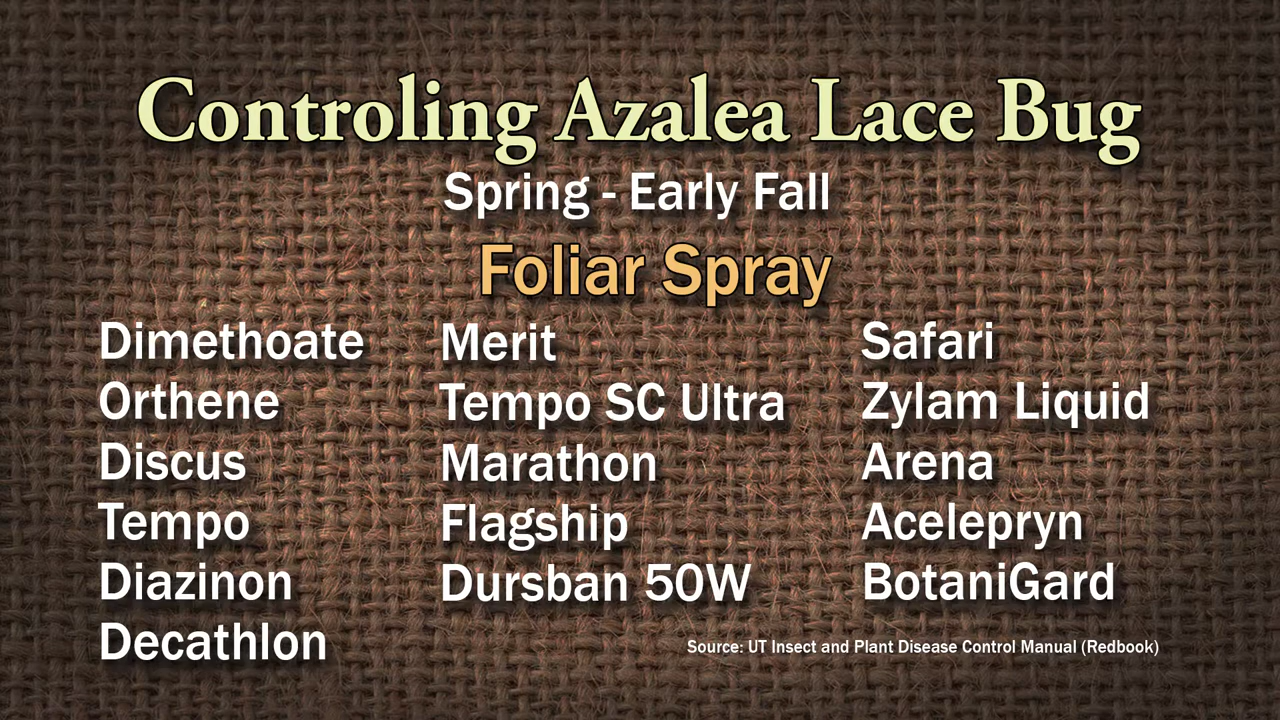 Controling Azalea Lace Bug
Spring - Early Fall
Foliar Spray
Dimethoate
Orthene
Discus
Tempo
Diazinon
Decathlon
Merit
Tempo SC Ultra
Marathon
Flagship
Dursban 50W
Safari
Zylam Liquid
Arena
Acelepryn
BotaniGard
Source: UT Insect and Plant Disease Control Manual (Redbook)